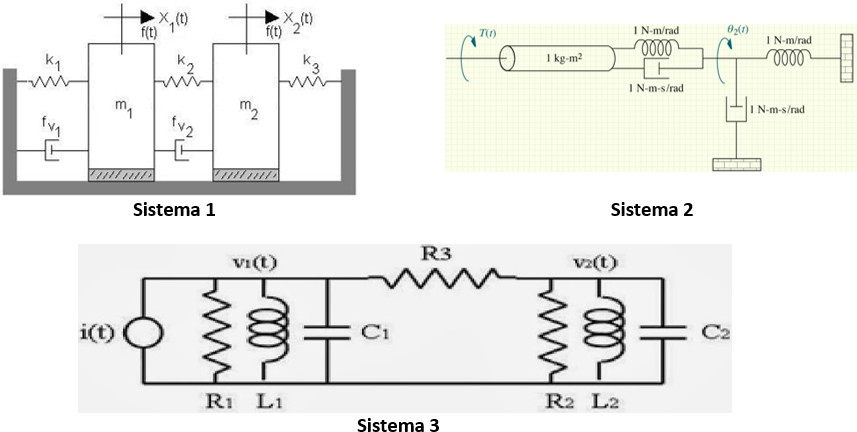 X1(t)
f(t)
X2(t)
f(t)
k1
k2
k3
m1
m2
fv1
fv2
Sistema 1
T(t)
1 kg-m²
1 N-m/rad
1 N-m-s/rad
θ2(t)
1 N-m/rad
1 N-m-s/rad
Sistema 2
v1(t)
R3
v2(t)
i(t)
C1
C2
R1 L1
R2 L2
Sistema 3